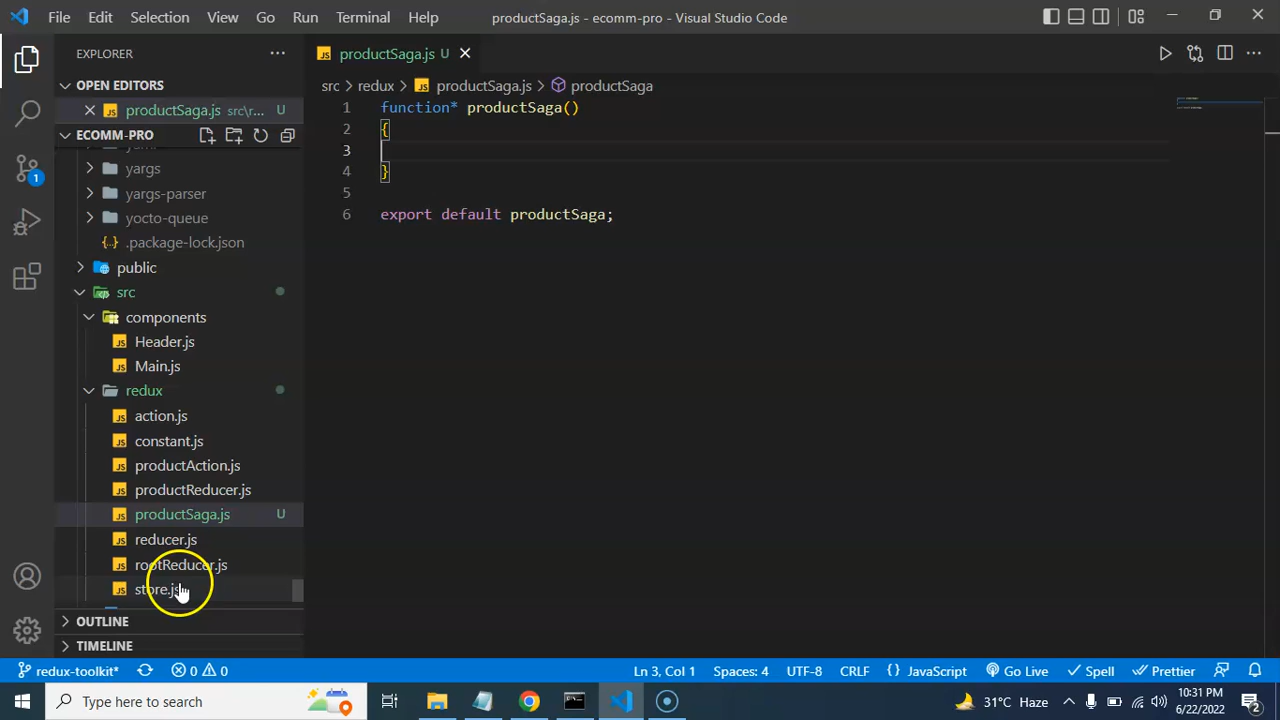 File Edit Selection View Go Run Terminal Help productSaga.js - ecomm-pro - Visual Studio Code
EXPLORER
OPEN EDITORS
productSaga.js src\r... U
ECOMM-PRO
yargs
yargs-parser
yocto-queue
.package-lock.json
public
src
components
Header.js
Main.js
redux
action.js
constant.js
productAction.js
productReducer.js
productSaga.js U
reducer.js
rootReducer.js
store.js
OUTLINE
TIMELINE
productSaga.js U
src > redux > productSaga.js > productSaga
1 function* productSaga()
2 {
3
4 }
5
6 export default productSaga;
redux-toolkit* 0 0 Ln 3, Col 1 Spaces: 4 UTF-8 CRLF JavaScript Go Live Spell Prettier
Type here to search 31°C Haze 10:31 PM
6/22/2022 2